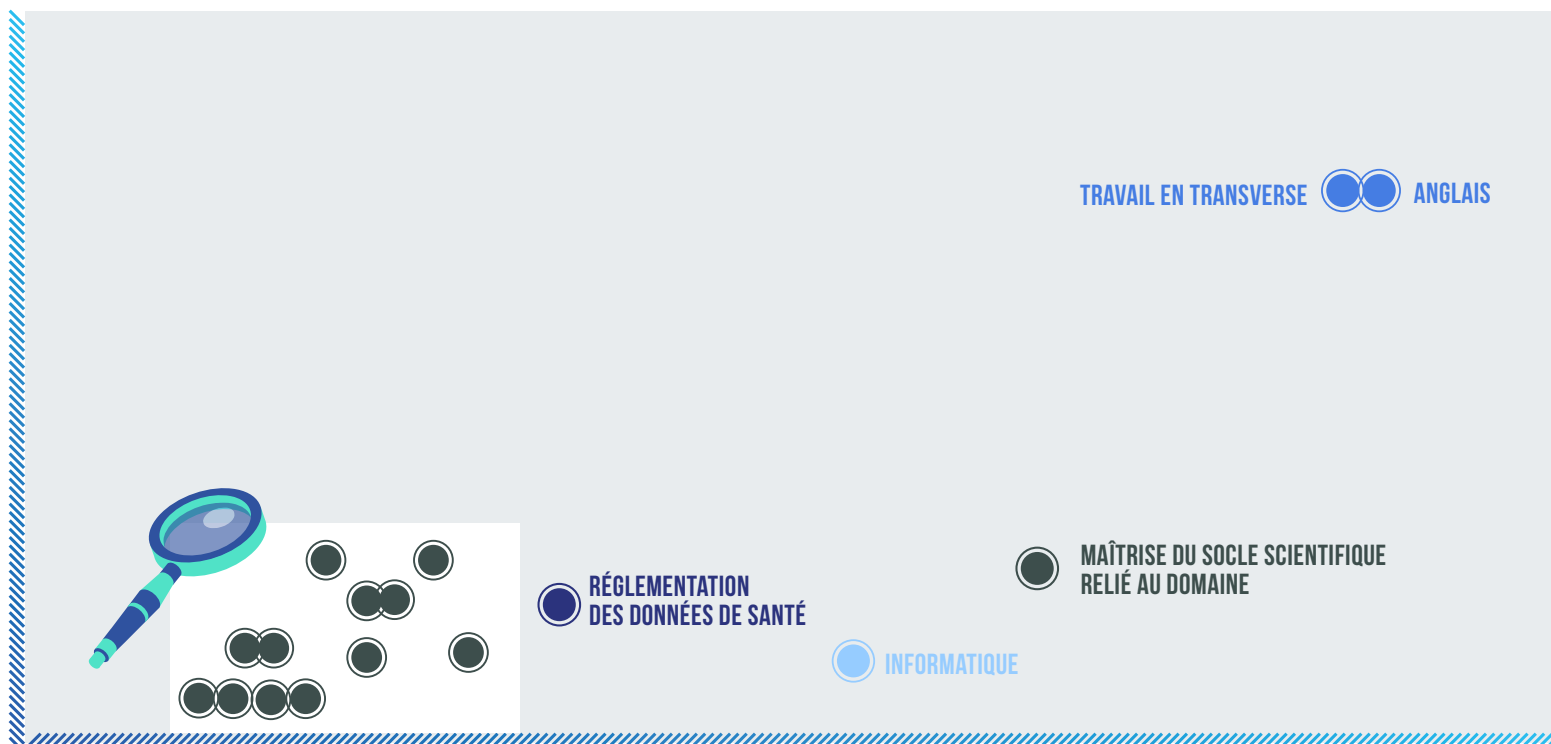 TRAVAIL EN TRANSVERSE
ANGLAIS
MAÎTRISE DU SOCLE SCIENTIFIQUE
RELIÉ AU DOMAINE
RÉGLEMENTATION
DES DONNÉES DE SANTÉ
INFORMATIQUE